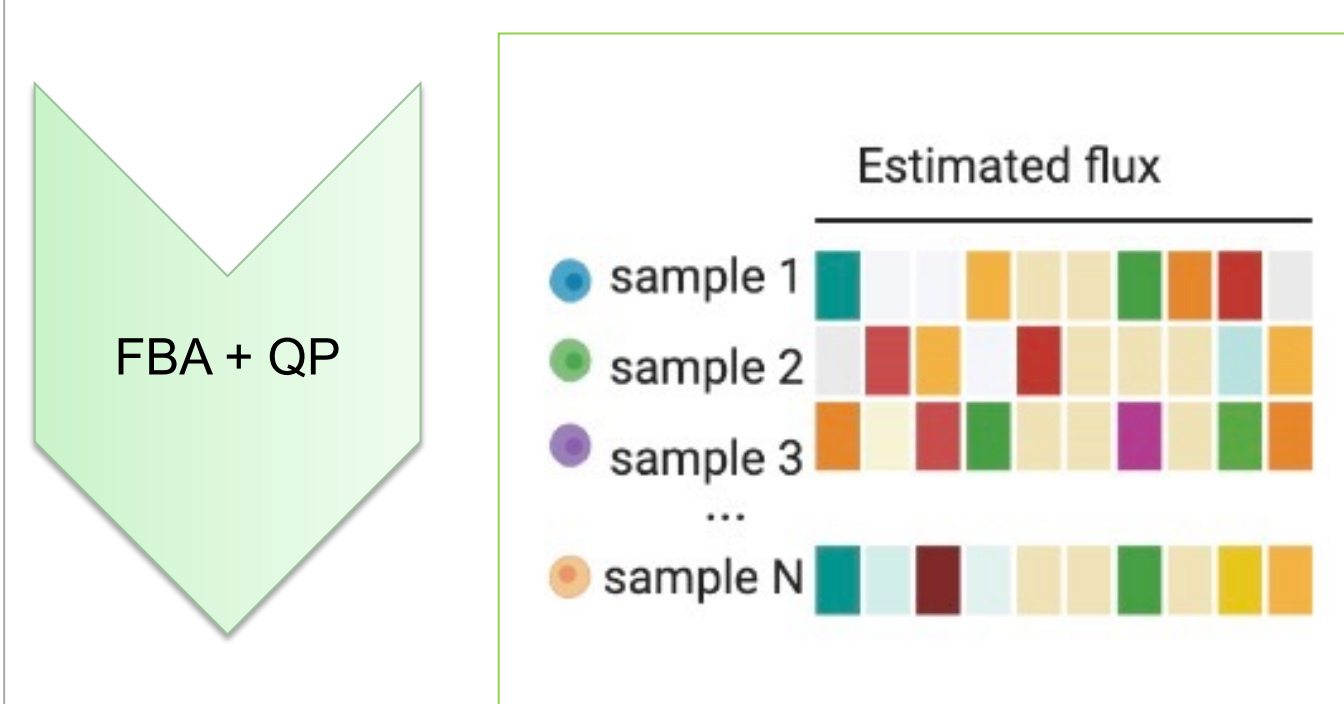 FBA + QP
Estimated flux
sample 1
sample 2
sample 3
...
sample N